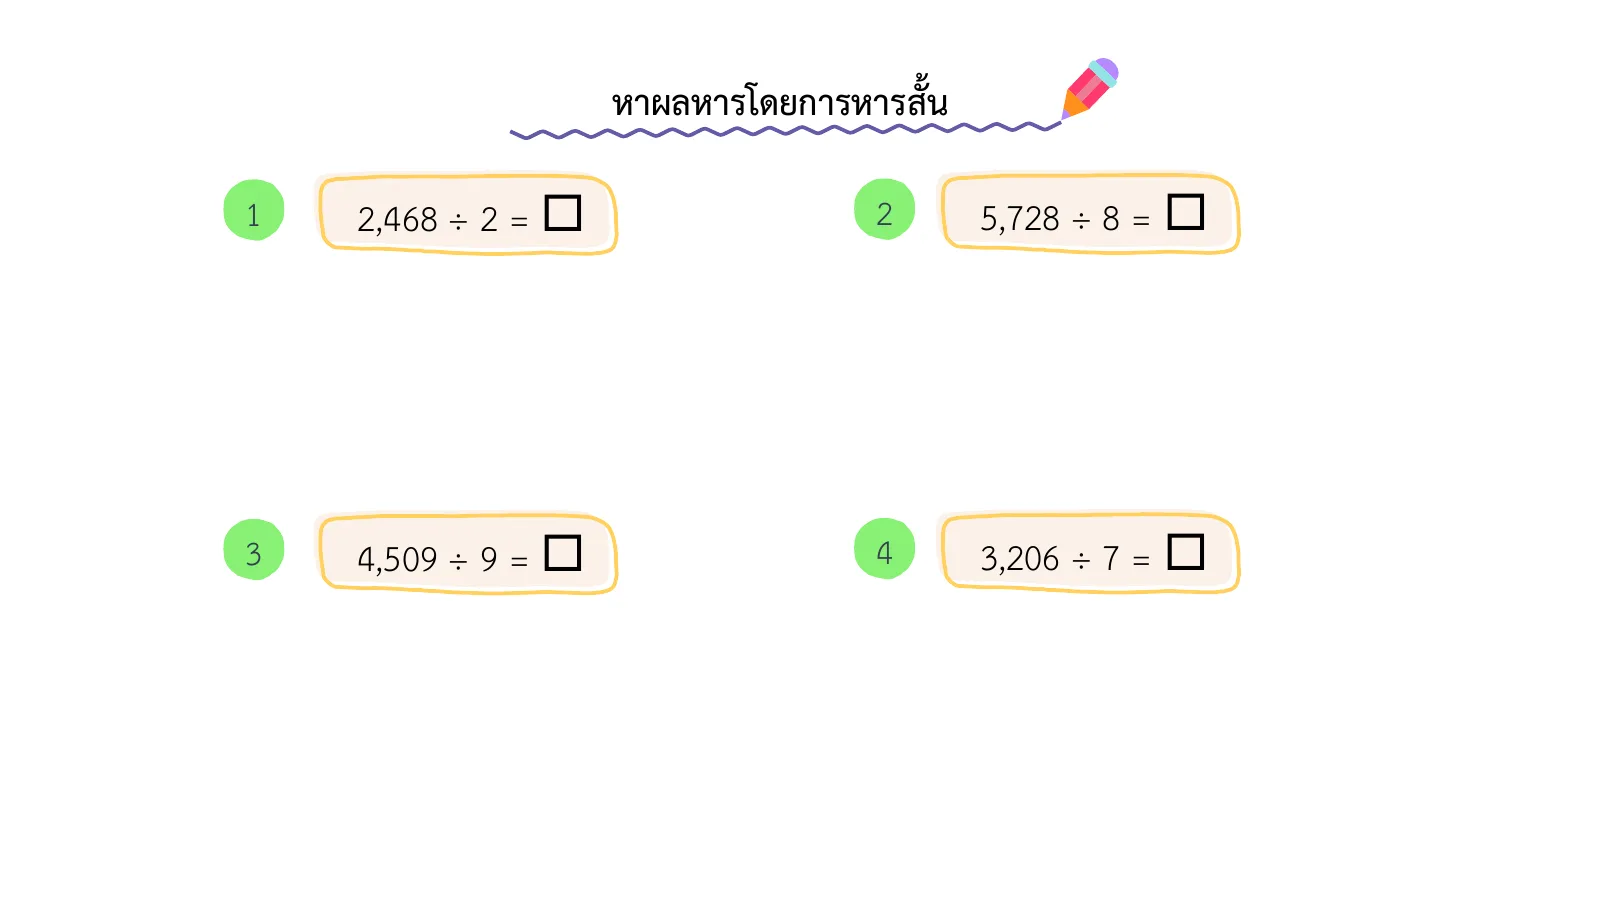 หาผลหารโดยการหารสั้น
1
2,468 ÷ 2 = □
2
5,728 ÷ 8 = □
3
4,509 ÷ 9 = □
4
3,206 ÷ 7 = □